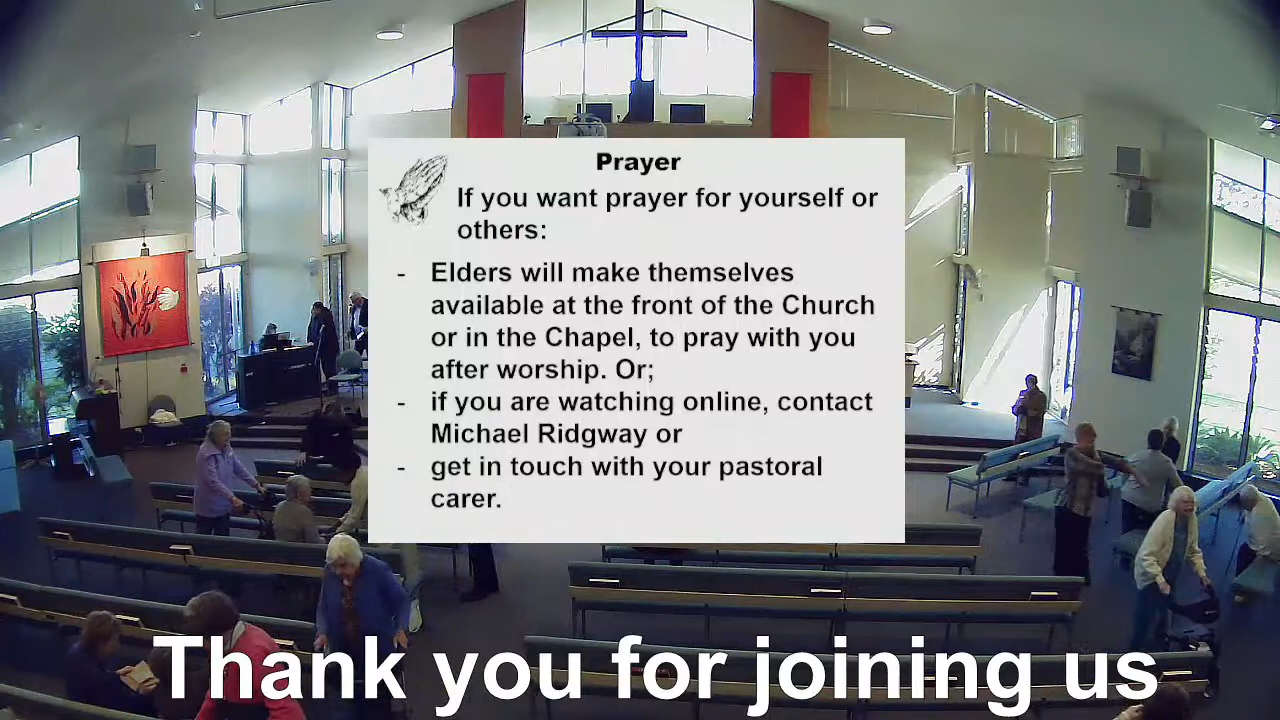 Prayer
If you want prayer for yourself or
others:
- Elders will make themselves
available at the front of the Church
or in the Chapel, to pray with you
after worship. Or;
- if you are watching online, contact
Michael Ridgway or
- get in touch with your pastoral
carer.
Thank you for joining us